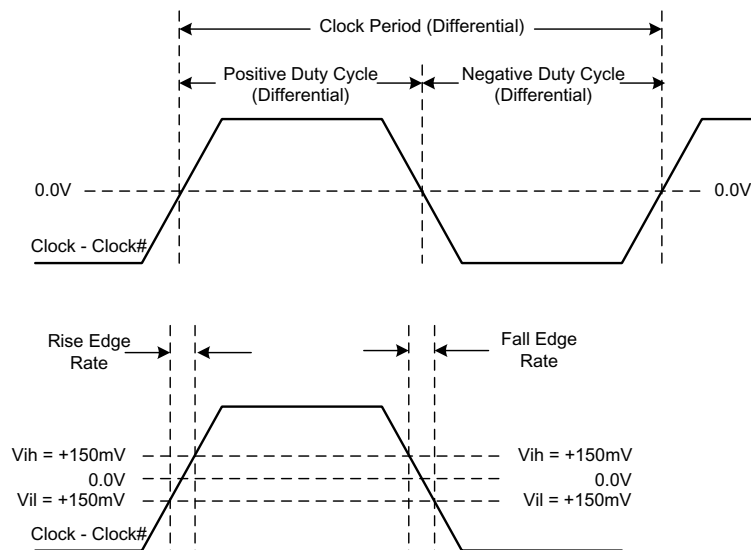 Clock Period (Differential)
Positive Duty Cycle
(Differential)
Negative Duty Cycle
(Differential)
0.0V
0.0V
Clock - Clock#
Rise Edge
Rate
Fall Edge
Rate
Vih = +150mV
Vih = +150mV
0.0V
0.0V
Vil = +150mV
Vil = +150mV
Clock - Clock#